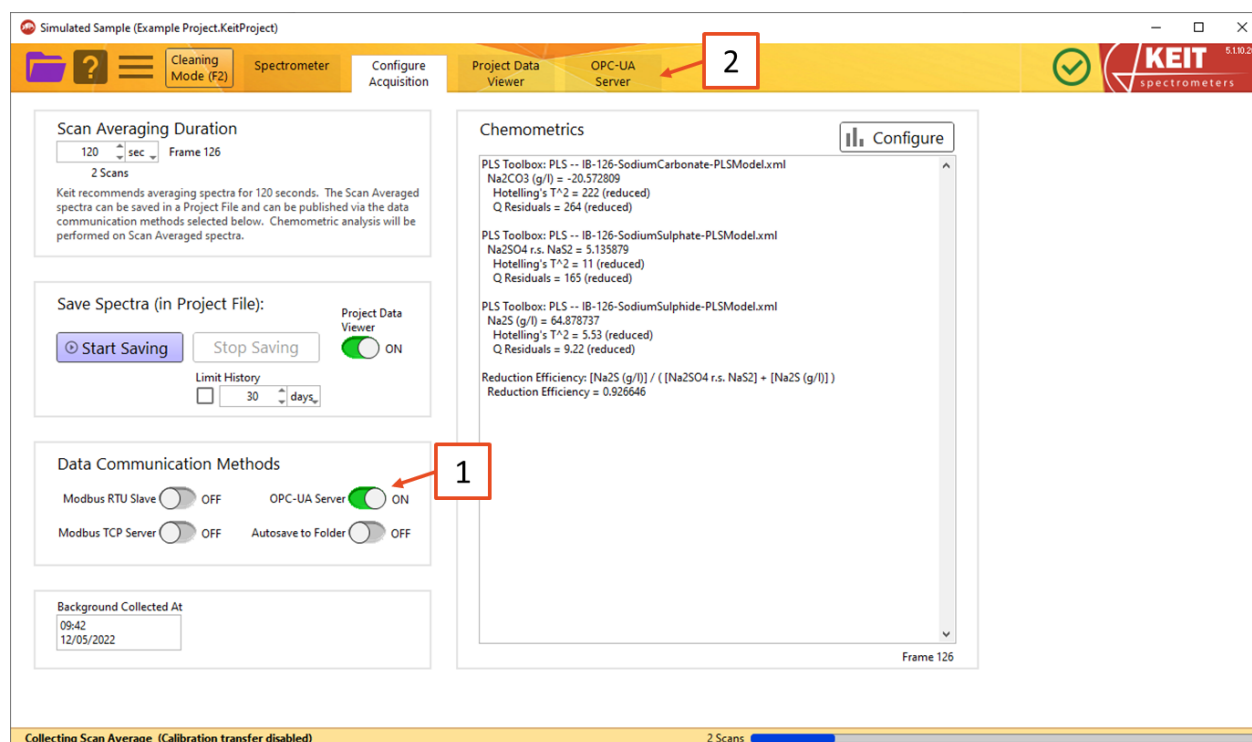 Simulated Sample (Example Project.KeitProject)
Cleaning
Mode (F2)
Spectrometer
Configure
Acquisition
Project Data
Viewer
OPC-UA
Server
2
KEIT
spectrometers
Scan Averaging Duration
120 sec Frame 126
2 Scans
Keit recommends averaging spectra for 120 seconds. The Scan Averaged
spectra can be saved in a Project File and can be published via the data
communication methods selected below. Chemometric analysis will be
performed on Scan Averaged spectra.
Save Spectra (in Project File):
Project Data
Viewer
Start Saving
Stop Saving
ON
Limit History
30 days
Data Communication Methods
Modbus RTU Slave OFF
OPC-UA Server ON
Modbus TCP Server OFF
Autosave to Folder OFF
1
Background Collected At
09:42
12/05/2022
Chemometrics
Configure
PLS Toolbox: PLS -- IB-126-SodiumCarbonate-PLSModel.xml
Na2CO3 (g/l) = -20.572809
Hotelling's T^2 = 222 (reduced)
Q Residuals = 264 (reduced)
PLS Toolbox: PLS -- IB-126-SodiumSulphate-PLSModel.xml
Na2SO4 r.s. NaS2 = 5.135879
Hotelling's T^2 = 11 (reduced)
Q Residuals = 165 (reduced)
PLS Toolbox: PLS -- IB-126-SodiumSulphide-PLSModel.xml
Na2S (g/l) = 64.878737
Hotelling's T^2 = 5.53 (reduced)
Q Residuals = 9.22 (reduced)
Reduction Efficiency: [Na2S (g/l)] / ( [Na2SO4 r.s. NaS2] + [Na2S (g/l)] )
Reduction Efficiency = 0.926646
Frame 126
Collecting Scan Average (Calibration transfer disabled)
2 Scans